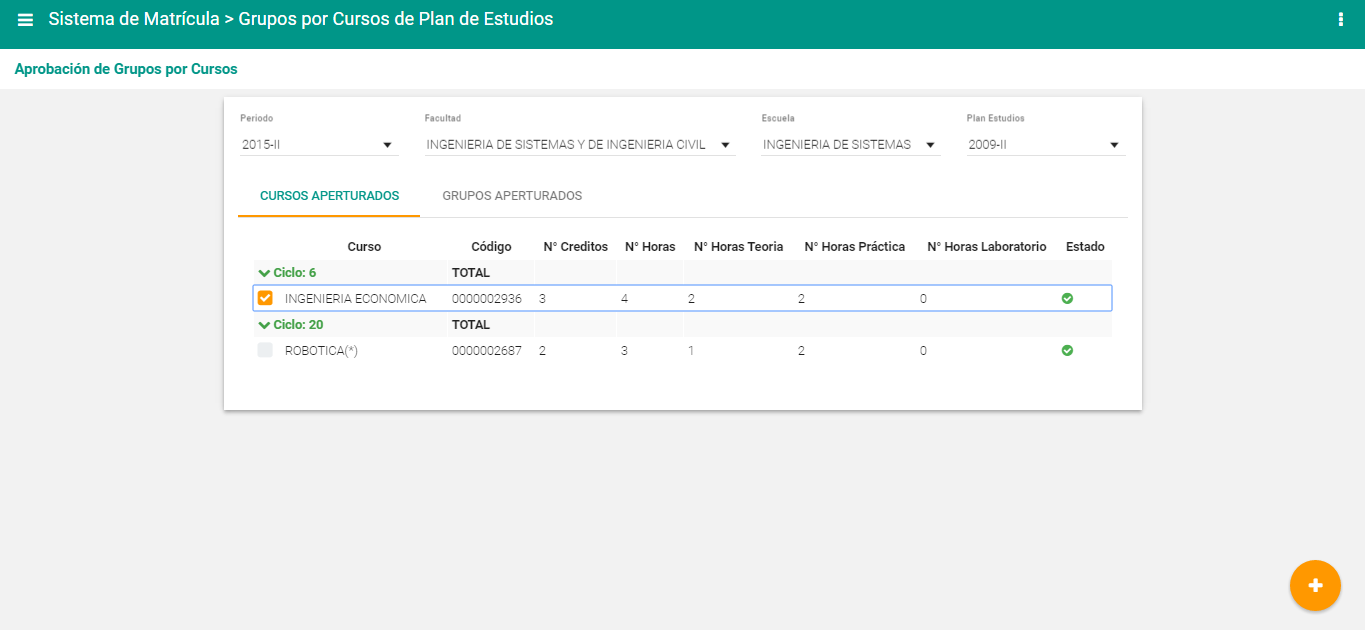 Sistema de Matrícula > Grupos por Cursos de Plan de Estudios
Aprobación de Grupos por Cursos
Periodo Facultad Escuela Plan Estudios
2015-II INGENIERIA DE SISTEMAS Y DE INGENIERIA CIVIL INGENIERIA DE SISTEMAS 2009-II
CURSOS APERTURADOS GRUPOS APERTURADOS
Curso Código N° Creditos N° Horas N° Horas Teoria N° Horas Práctica N° Horas Laboratorio Estado
Ciclo: 6 TOTAL
INGENIERIA ECONOMICA 0000002936 3 4 2 2 0
Ciclo: 20 TOTAL
ROBOTICA(*) 0000002687 2 3 1 2 0